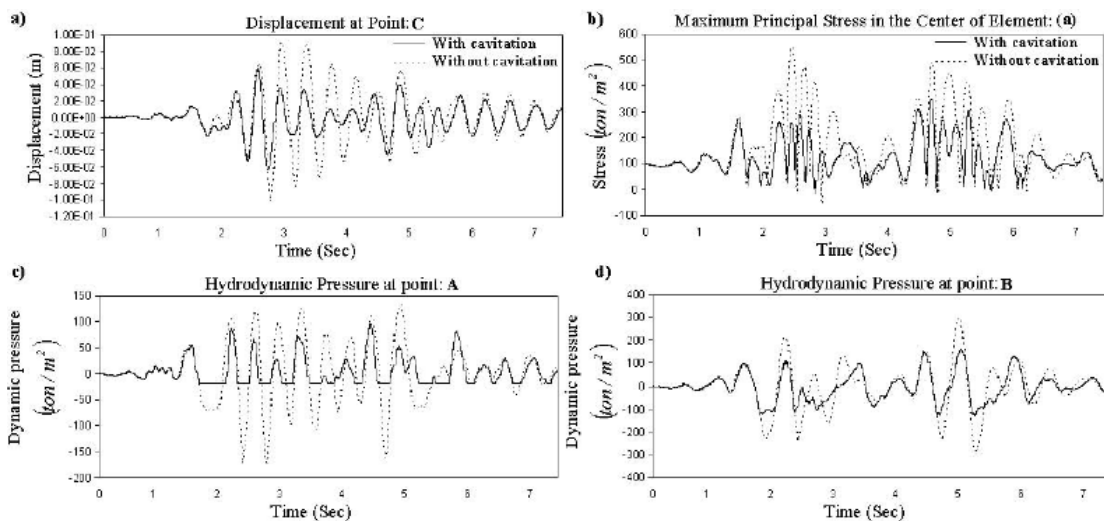 a)
Displacement at Point: C
With cavitation
Without cavitation
Displacement (m)
1.00E-01
8.00E-02
6.00E-02
4.00E-02
2.00E-02
0.00E+00
-2.00E-02
-4.00E-02
-6.00E-02
-8.00E-02
-1.00E-01
-1.20E-01
0 1 2 3 4 5 6 7
Time (Sec)
b)
Maximum Principal Stress in the Center of Element: (a)
With cavitation
Without cavitation
Stress (ton / m²)
600
500
400
300
200
100
0
-100
0 1 2 3 4 5 6 7
Time (Sec)
c)
Hydrodynamic Pressure at point: A
Dynamic pressure
(ton / m²)
150
100
50
0
50
-100
-150
-200
0 1 2 3 4 5 6 7
Time (Sec)
d)
Hydrodynamic Pressure at point: B
Dynamic pressure
(ton / m²)
400
300
200
100
0
-100
-200
-300
-400
0 1 2 3 4 5 6 7
Time (Sec)